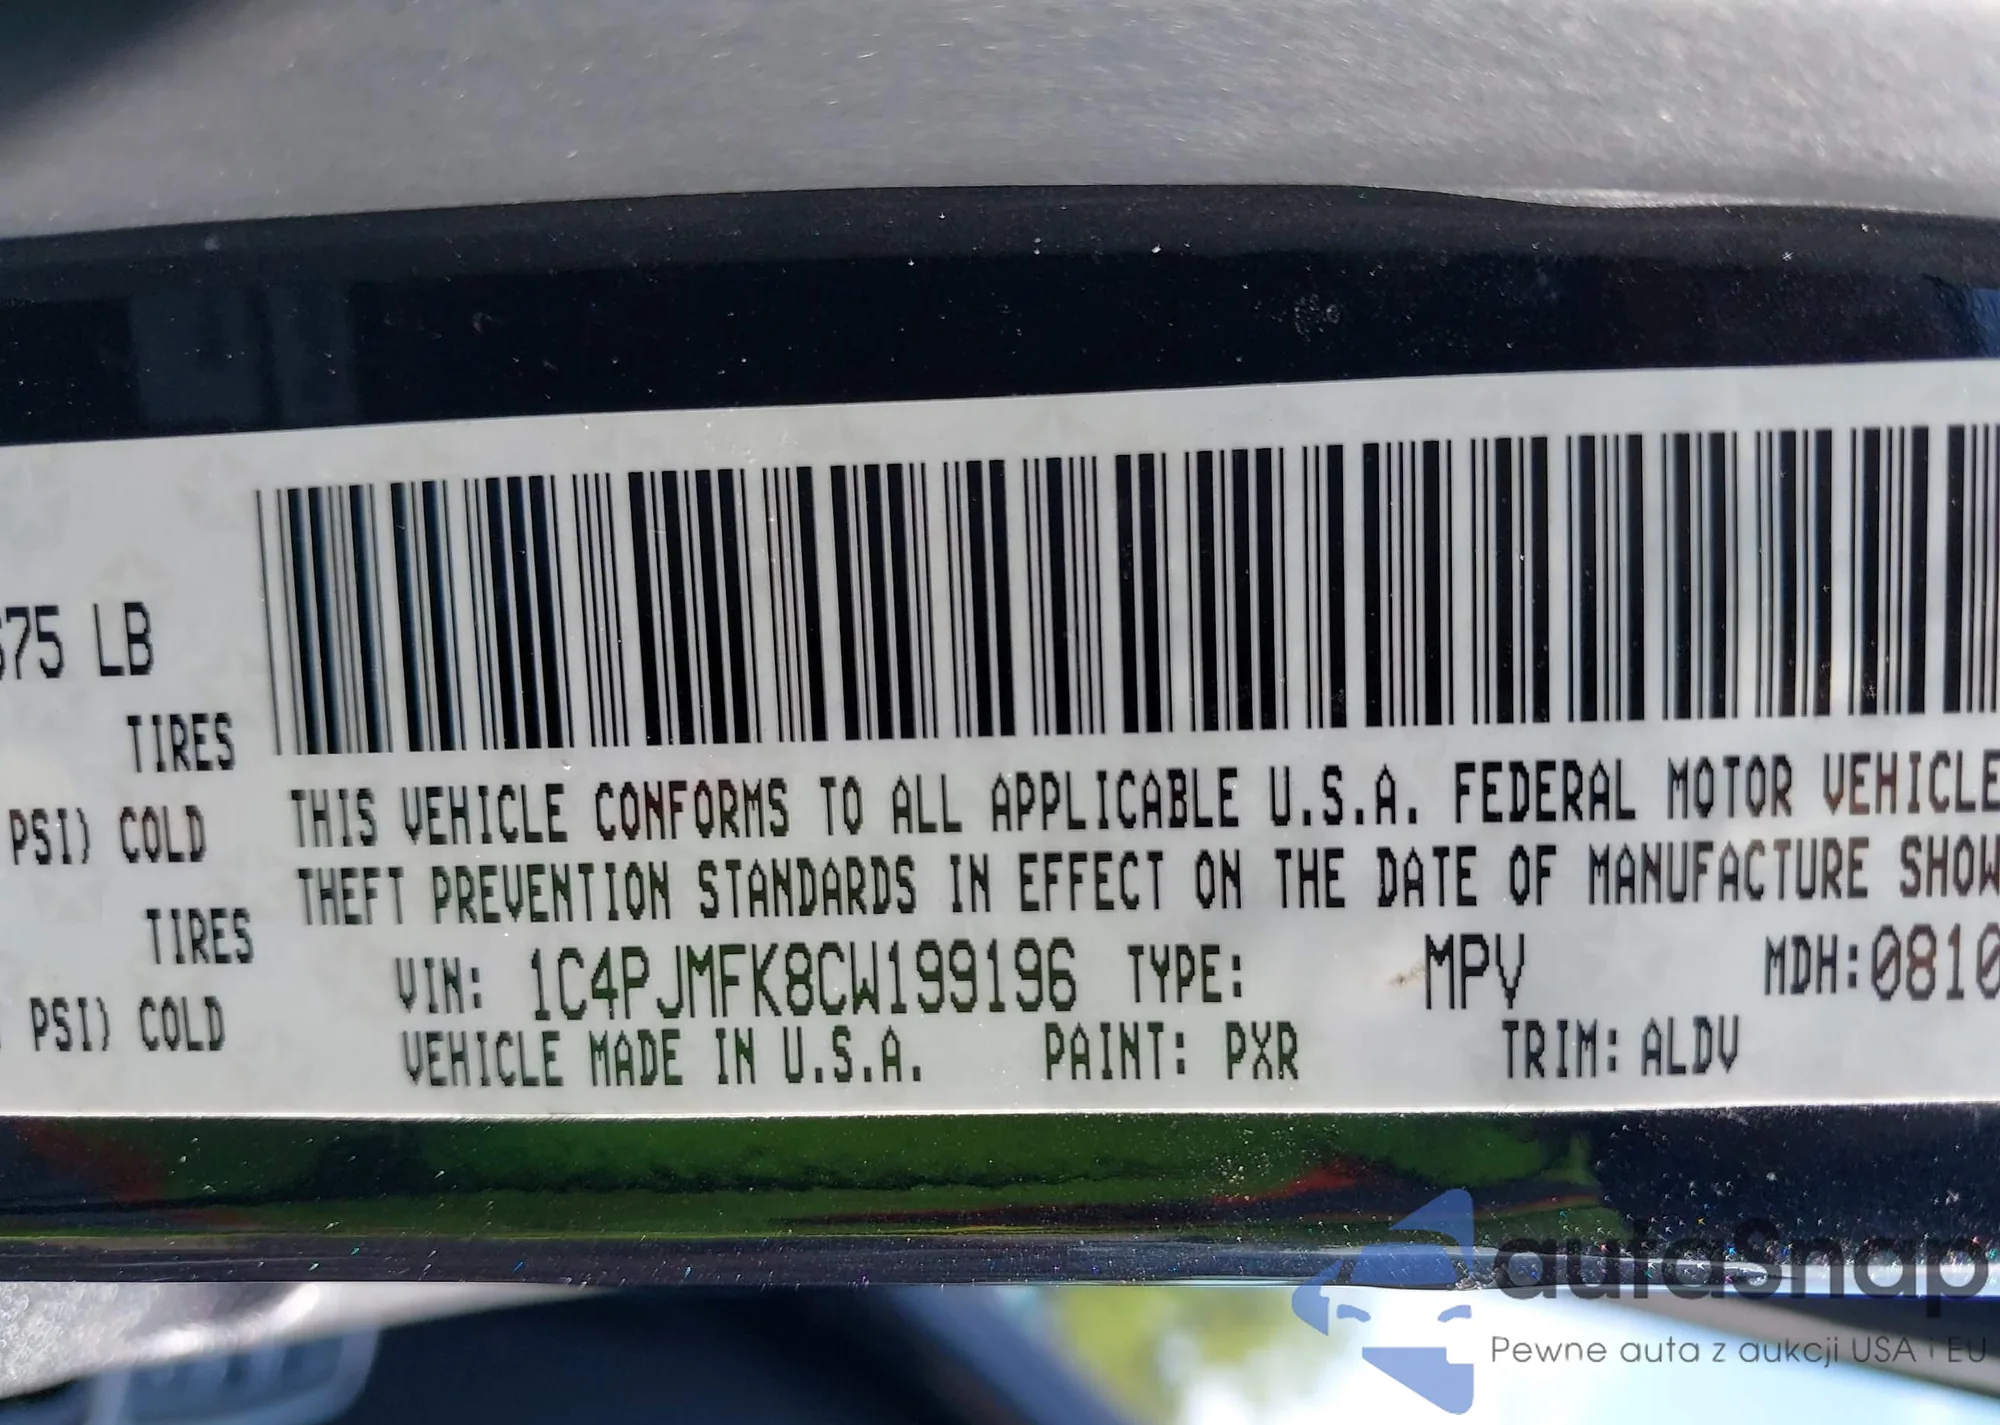 75 LB
TIRES
PSI) COLD
TIRES
PSI) COLD
THIS VEHICLE CONFORMS TO ALL APPLICABLE U.S.A. FEDERAL MOTOR VEHICLE
THEFT PREVENTION STANDARDS IN EFFECT ON THE DATE OF MANUFACTURE SHOW
VIN: 1C4PJMFK8CW199196 TYPE: MPV MDH:0810
VEHICLE MADE IN U.S.A. PAINT: PXR TRIM: ALDV
autaSnap
Pewne auta z aukcji USA i EU